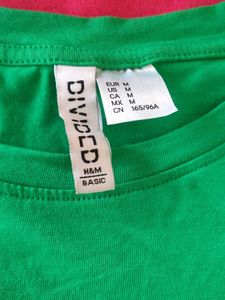 DIVIDED
H&M
BASIC
EUR M
US M
CA M
MX M
CN 165/96A